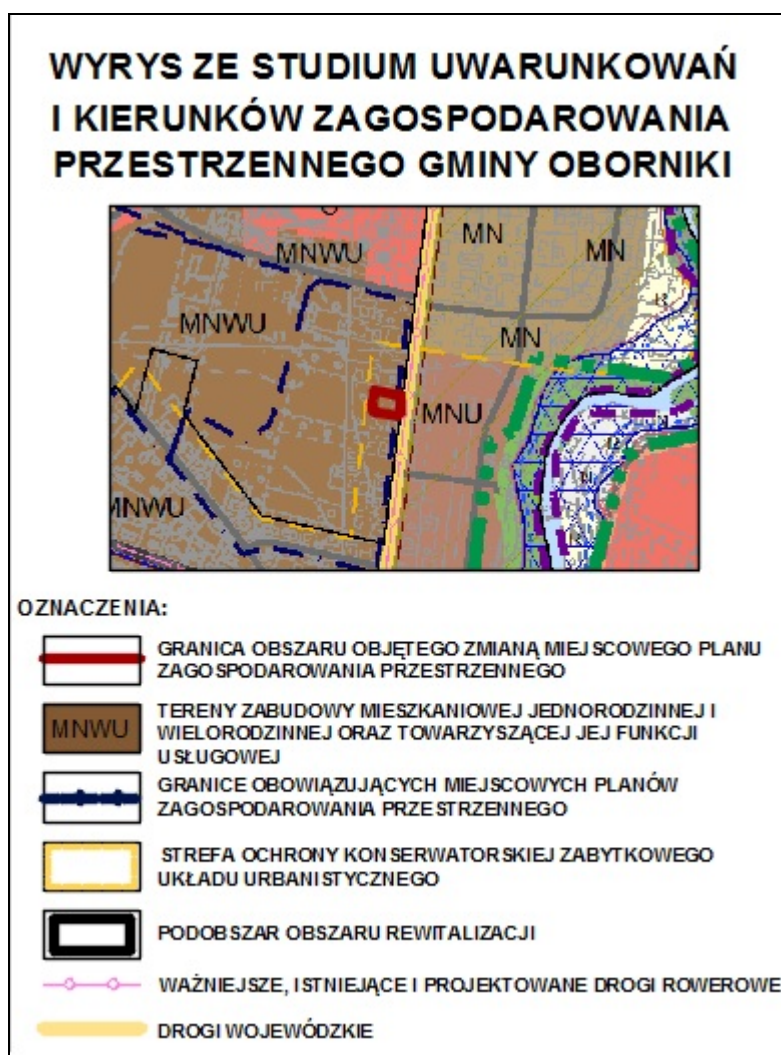 WYRYS ZE STUDIUM UWARUNKOWAŃ
I KIERUNKÓW ZAGOSPODAROWANIA
PRZESTRZENNEGO GMINY OBORNIKI
MNWU
MN
MN
MNWU
MN
MNU
MNWU
OZNACZENIA:
GRANICA OBSZARU OBJĘTEGO ZMIANĄ MIEJSCOWEGO PLANU
ZAGOSPODAROWANIA PRZESTRZENNEGO
MNWU
TERENY ZABUDOWY MIESZKANIOWEJ JEDNORODZINNEJ I
WIELORODZINNEJ ORAZ TOWARZYSZĄCEJ JEJ FUNKCJI
USŁUGOWEJ
GRANICE OBOWIĄZUJĄCYCH MIEJSCOWYCH PLANÓW
ZAGOSPODAROWANIA PRZESTRZENNEGO
STREFA OCHRONY KONSERWATORSKIEJ ZABYTKOWEGO
UKŁADU URBANISTYCZNEGO
PODOBSZAR OBSZARU REWITALIZACJI
WAŻNIEJSZE, ISTNIEJĄCE I PROJEKTOWANE DROGI ROWEROWE
DROGI WOJEWÓDZKIE